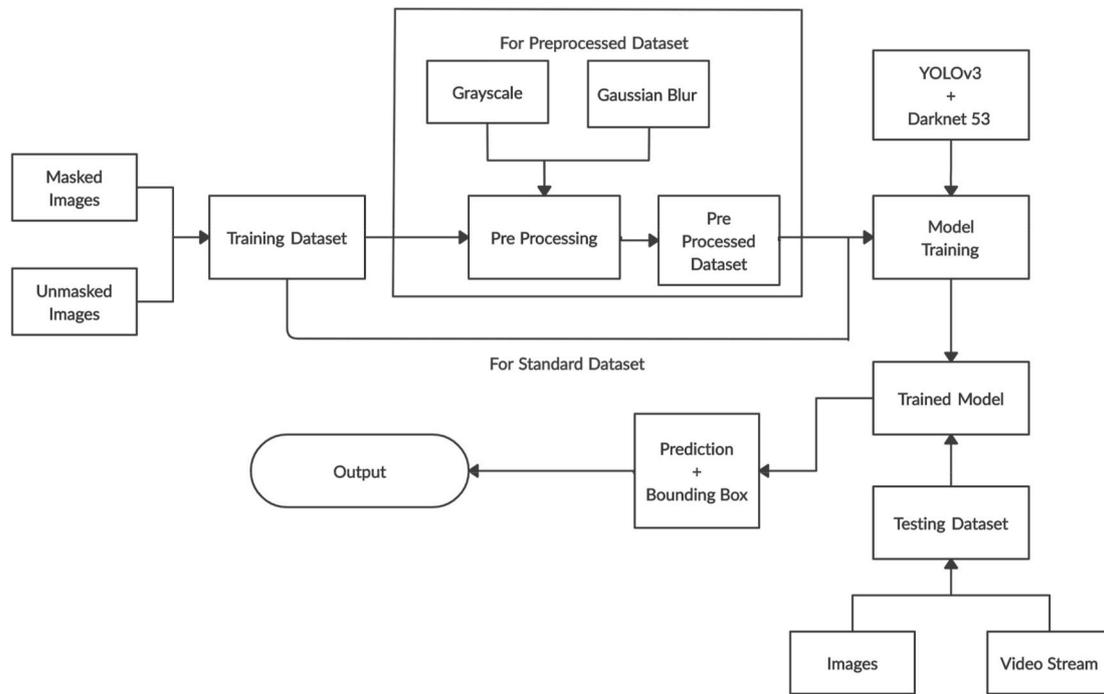 For Preprocessed Dataset
Grayscale
Gaussian Blur
YOLOv3
+
Darknet 53
Masked
Images
Unmasked
Images
Training Dataset
Pre Processing
Pre
Processed
Dataset
Model
Training
For Standard Dataset
Trained Model
Prediction
+
Bounding Box
Output
Testing Dataset
Images
Video Stream